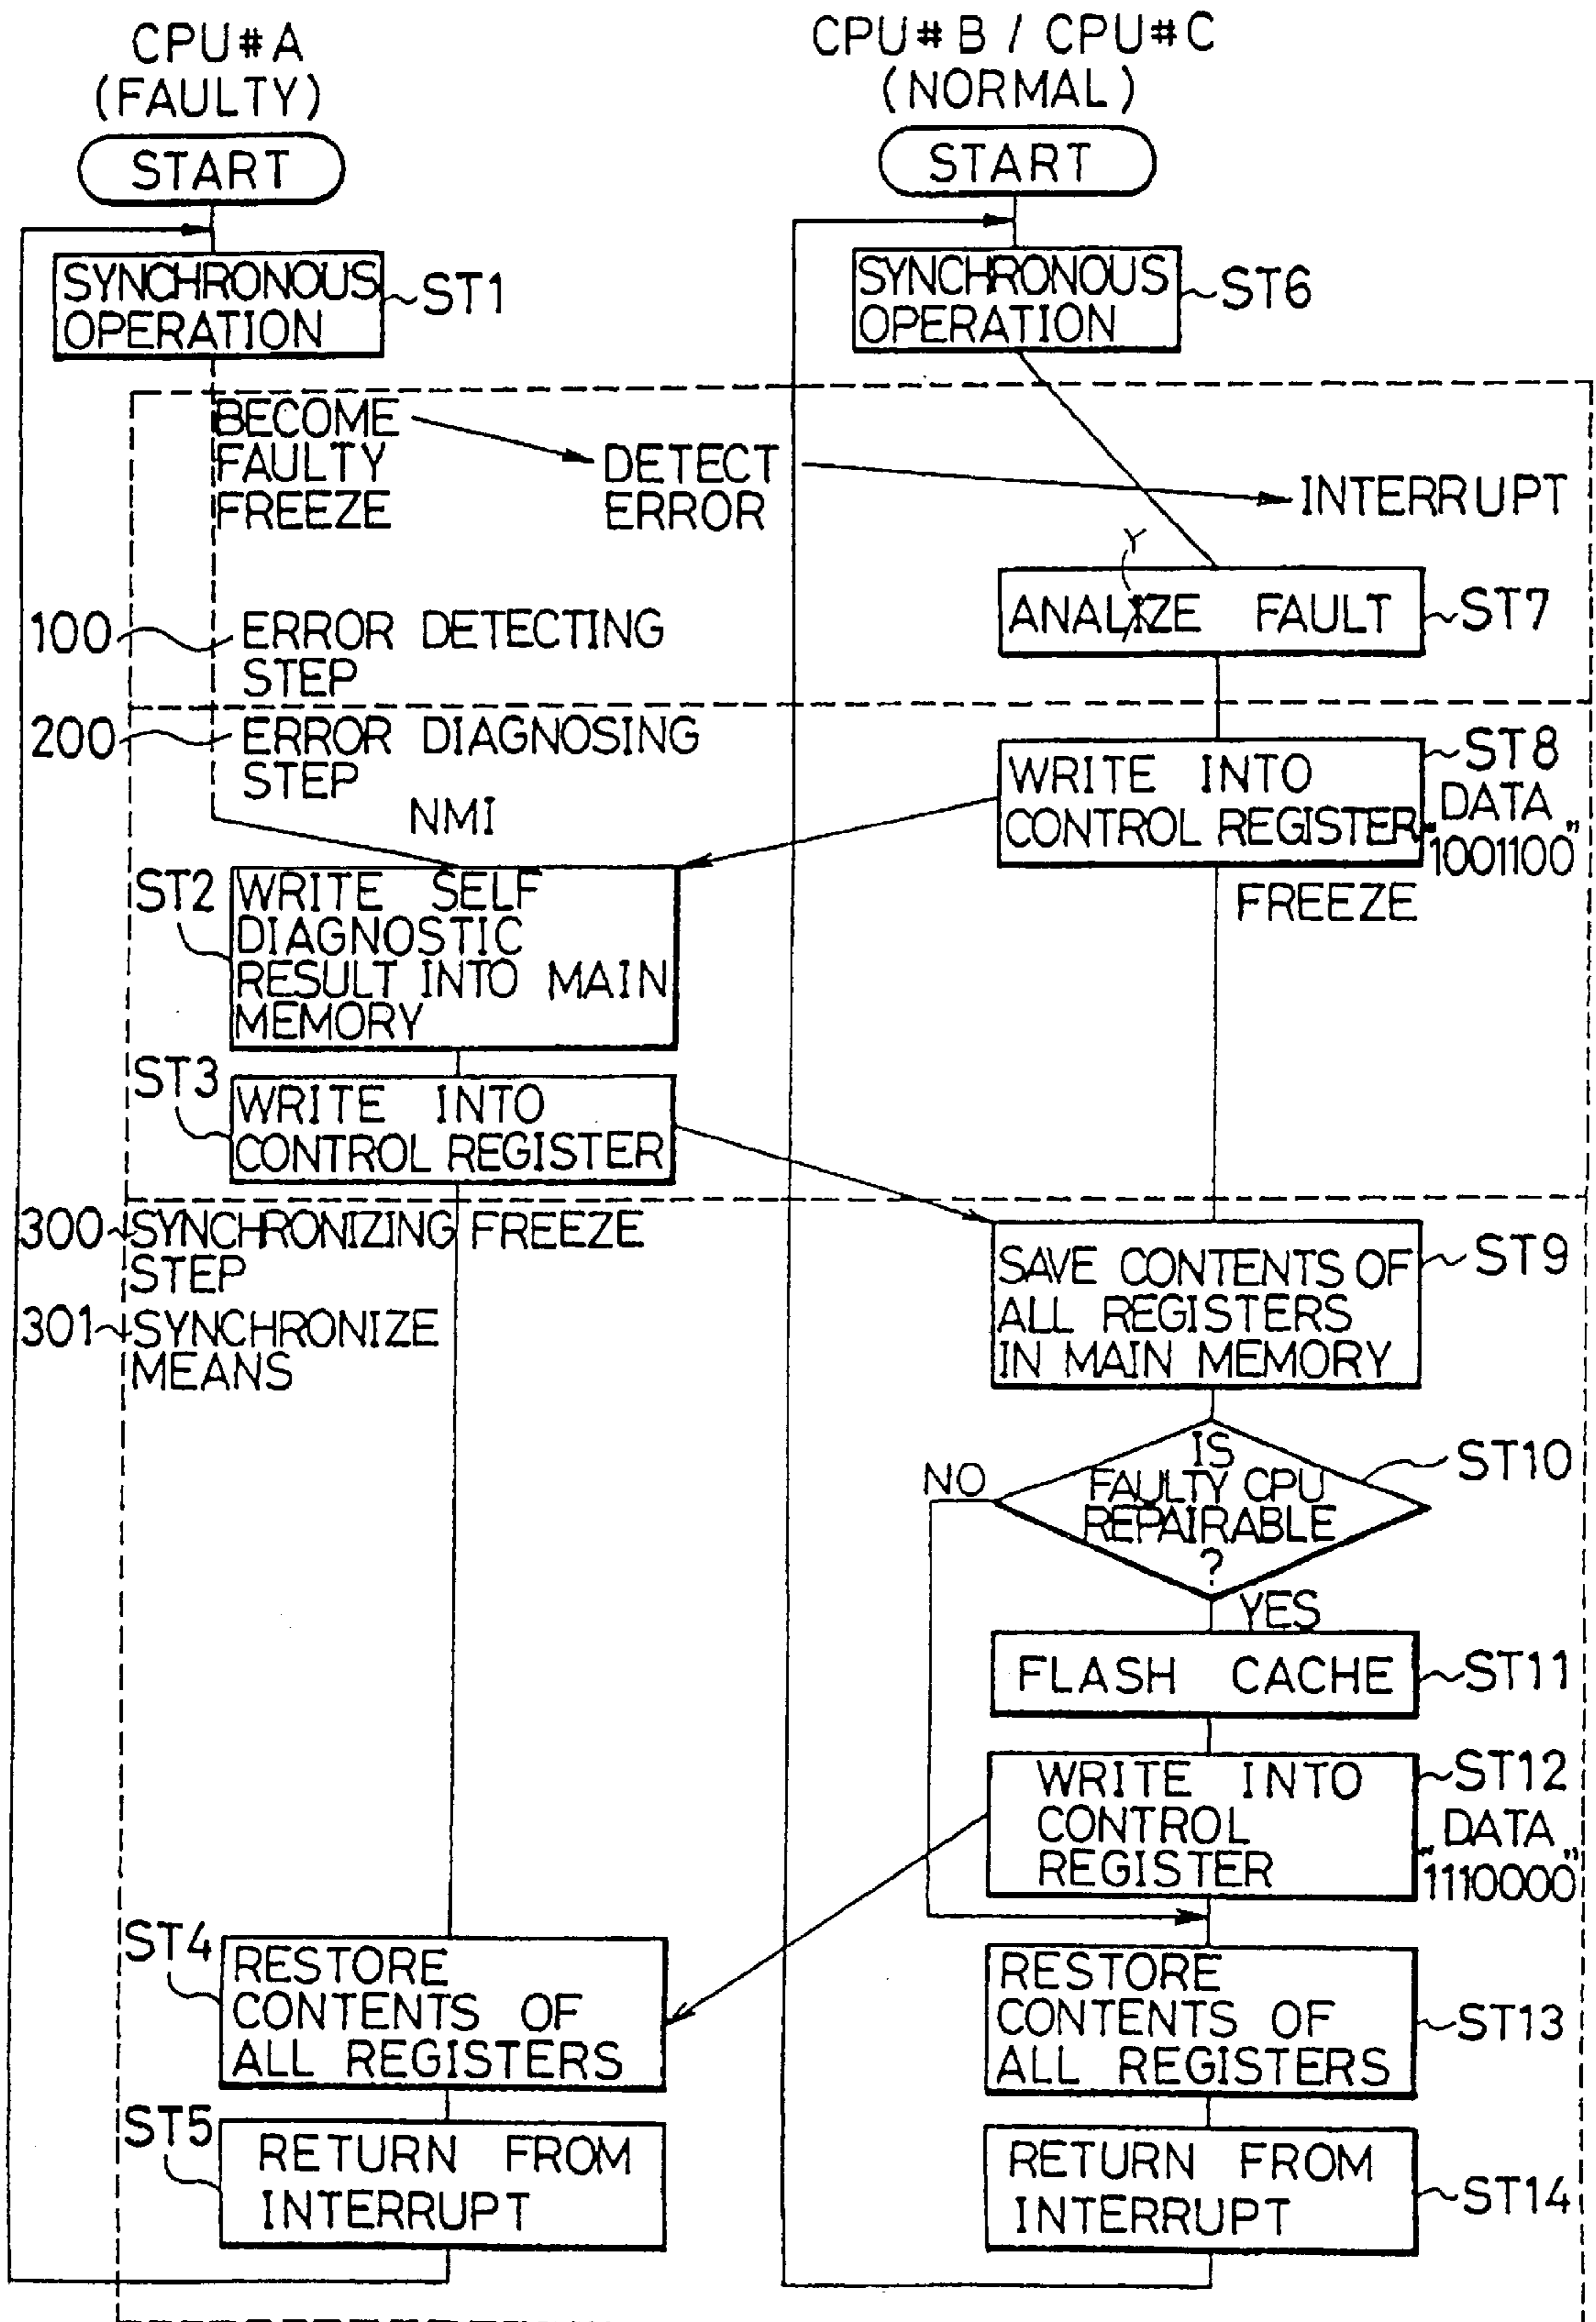 CPU#A
(FAULTY)
START
SYNCHRONOUS
OPERATION
ST1
CPU#B / CPU#C
(NORMAL)
START
SYNCHRONOUS
OPERATION
ST6
BECOME
FAULTY
FREEZE
DETECT
ERROR
INTERRUPT
Y
ANALIZE FAULT
ST7
100
ERROR DETECTING
STEP
200
ERROR DIAGNOSING
STEP
NMI
WRITE INTO
CONTROL REGISTER
ST8
DATA
"1001100"
FREEZE
ST2
WRITE SELF
DIAGNOSTIC
RESULT INTO MAIN
MEMORY
ST3
WRITE INTO
CONTROL REGISTER
300
SYNCHRONIZING FREEZE
STEP
301
SYNCHRONIZE
MEANS
SAVE CONTENTS OF
ALL REGISTERS
IN MAIN MEMORY
ST9
IS
FAULTY CPU
REPAIRABLE
?
ST10
NO
YES
FLASH CACHE
ST11
WRITE INTO
CONTROL
REGISTER
ST12
DATA
"1110000"
ST4
RESTORE
CONTENTS OF
ALL REGISTERS
RESTORE
CONTENTS OF
ALL REGISTERS
ST13
ST5
RETURN FROM
INTERRUPT
RETURN FROM
INTERRUPT
ST14